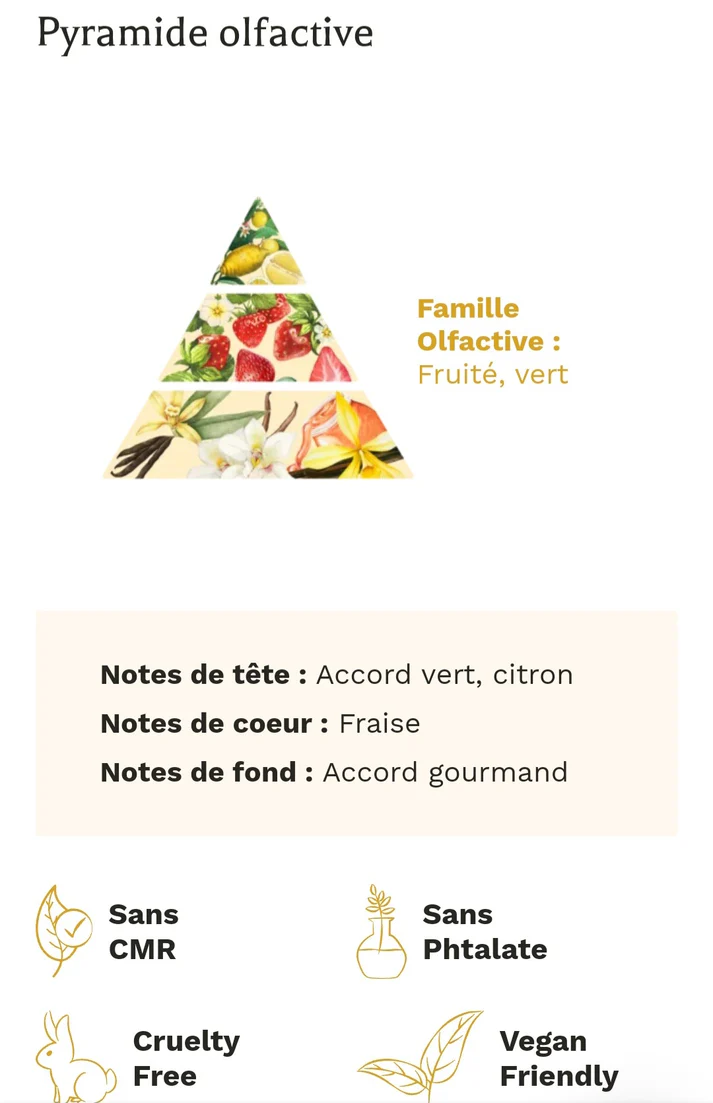 Pyramide olfactive
Famille
Olfactive :
Fruité, vert
Notes de tête : Accord vert, citron
Notes de coeur : Fraise
Notes de fond : Accord gourmand
Sans
CMR
Sans
Phtalate
Cruelty
Free
Vegan
Friendly